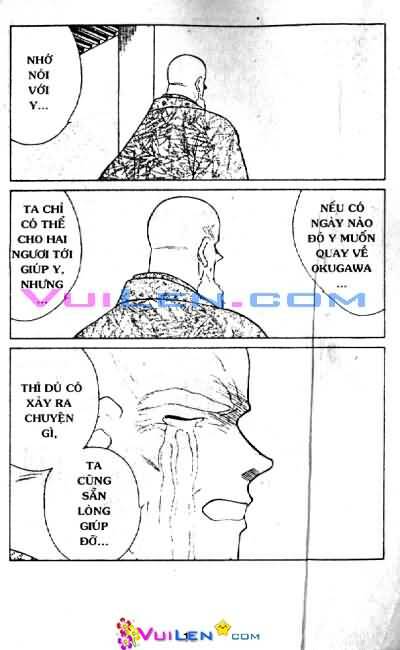 NHỚ
NÓI
VỚI
Y...
TA CHỈ
CÓ THỂ
CHO HAI
NGƯƠI TỚI
GIÚP Y,
NHƯNG
...
NẾU CÓ
NGÀY NÀO
ĐÓ Y MUỐN
QUAY VỀ
OKUGAWA
...
VUILEN.COM
THÌ DÙ CÓ
XẢY RA
CHUYỆN
GÌ,
TA
CŨNG
SẴN
LÒNG
GIÚP
ĐỠ...
1
VUILEN.COM